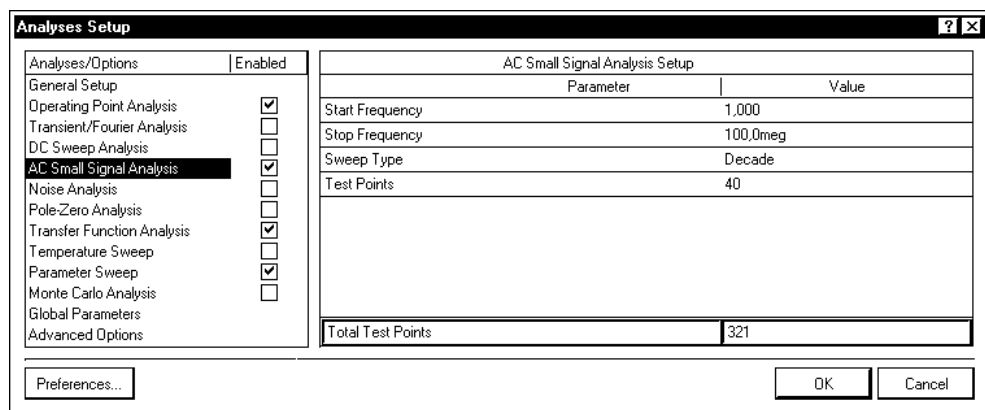 Analyses Setup
Analyses/Options Enabled
General Setup
Operating Point Analysis
Transient/Fourier Analysis
DC Sweep Analysis
AC Small Signal Analysis
Noise Analysis
Pole-Zero Analysis
Transfer Function Analysis
Temperature Sweep
Parameter Sweep
Monte Carlo Analysis
Global Parameters
Advanced Options
AC Small Signal Analysis Setup
Parameter Value
Start Frequency 1,000
Stop Frequency 100,0meg
Sweep Type Decade
Test Points 40
Total Test Points 321
Preferences...
OK
Cancel